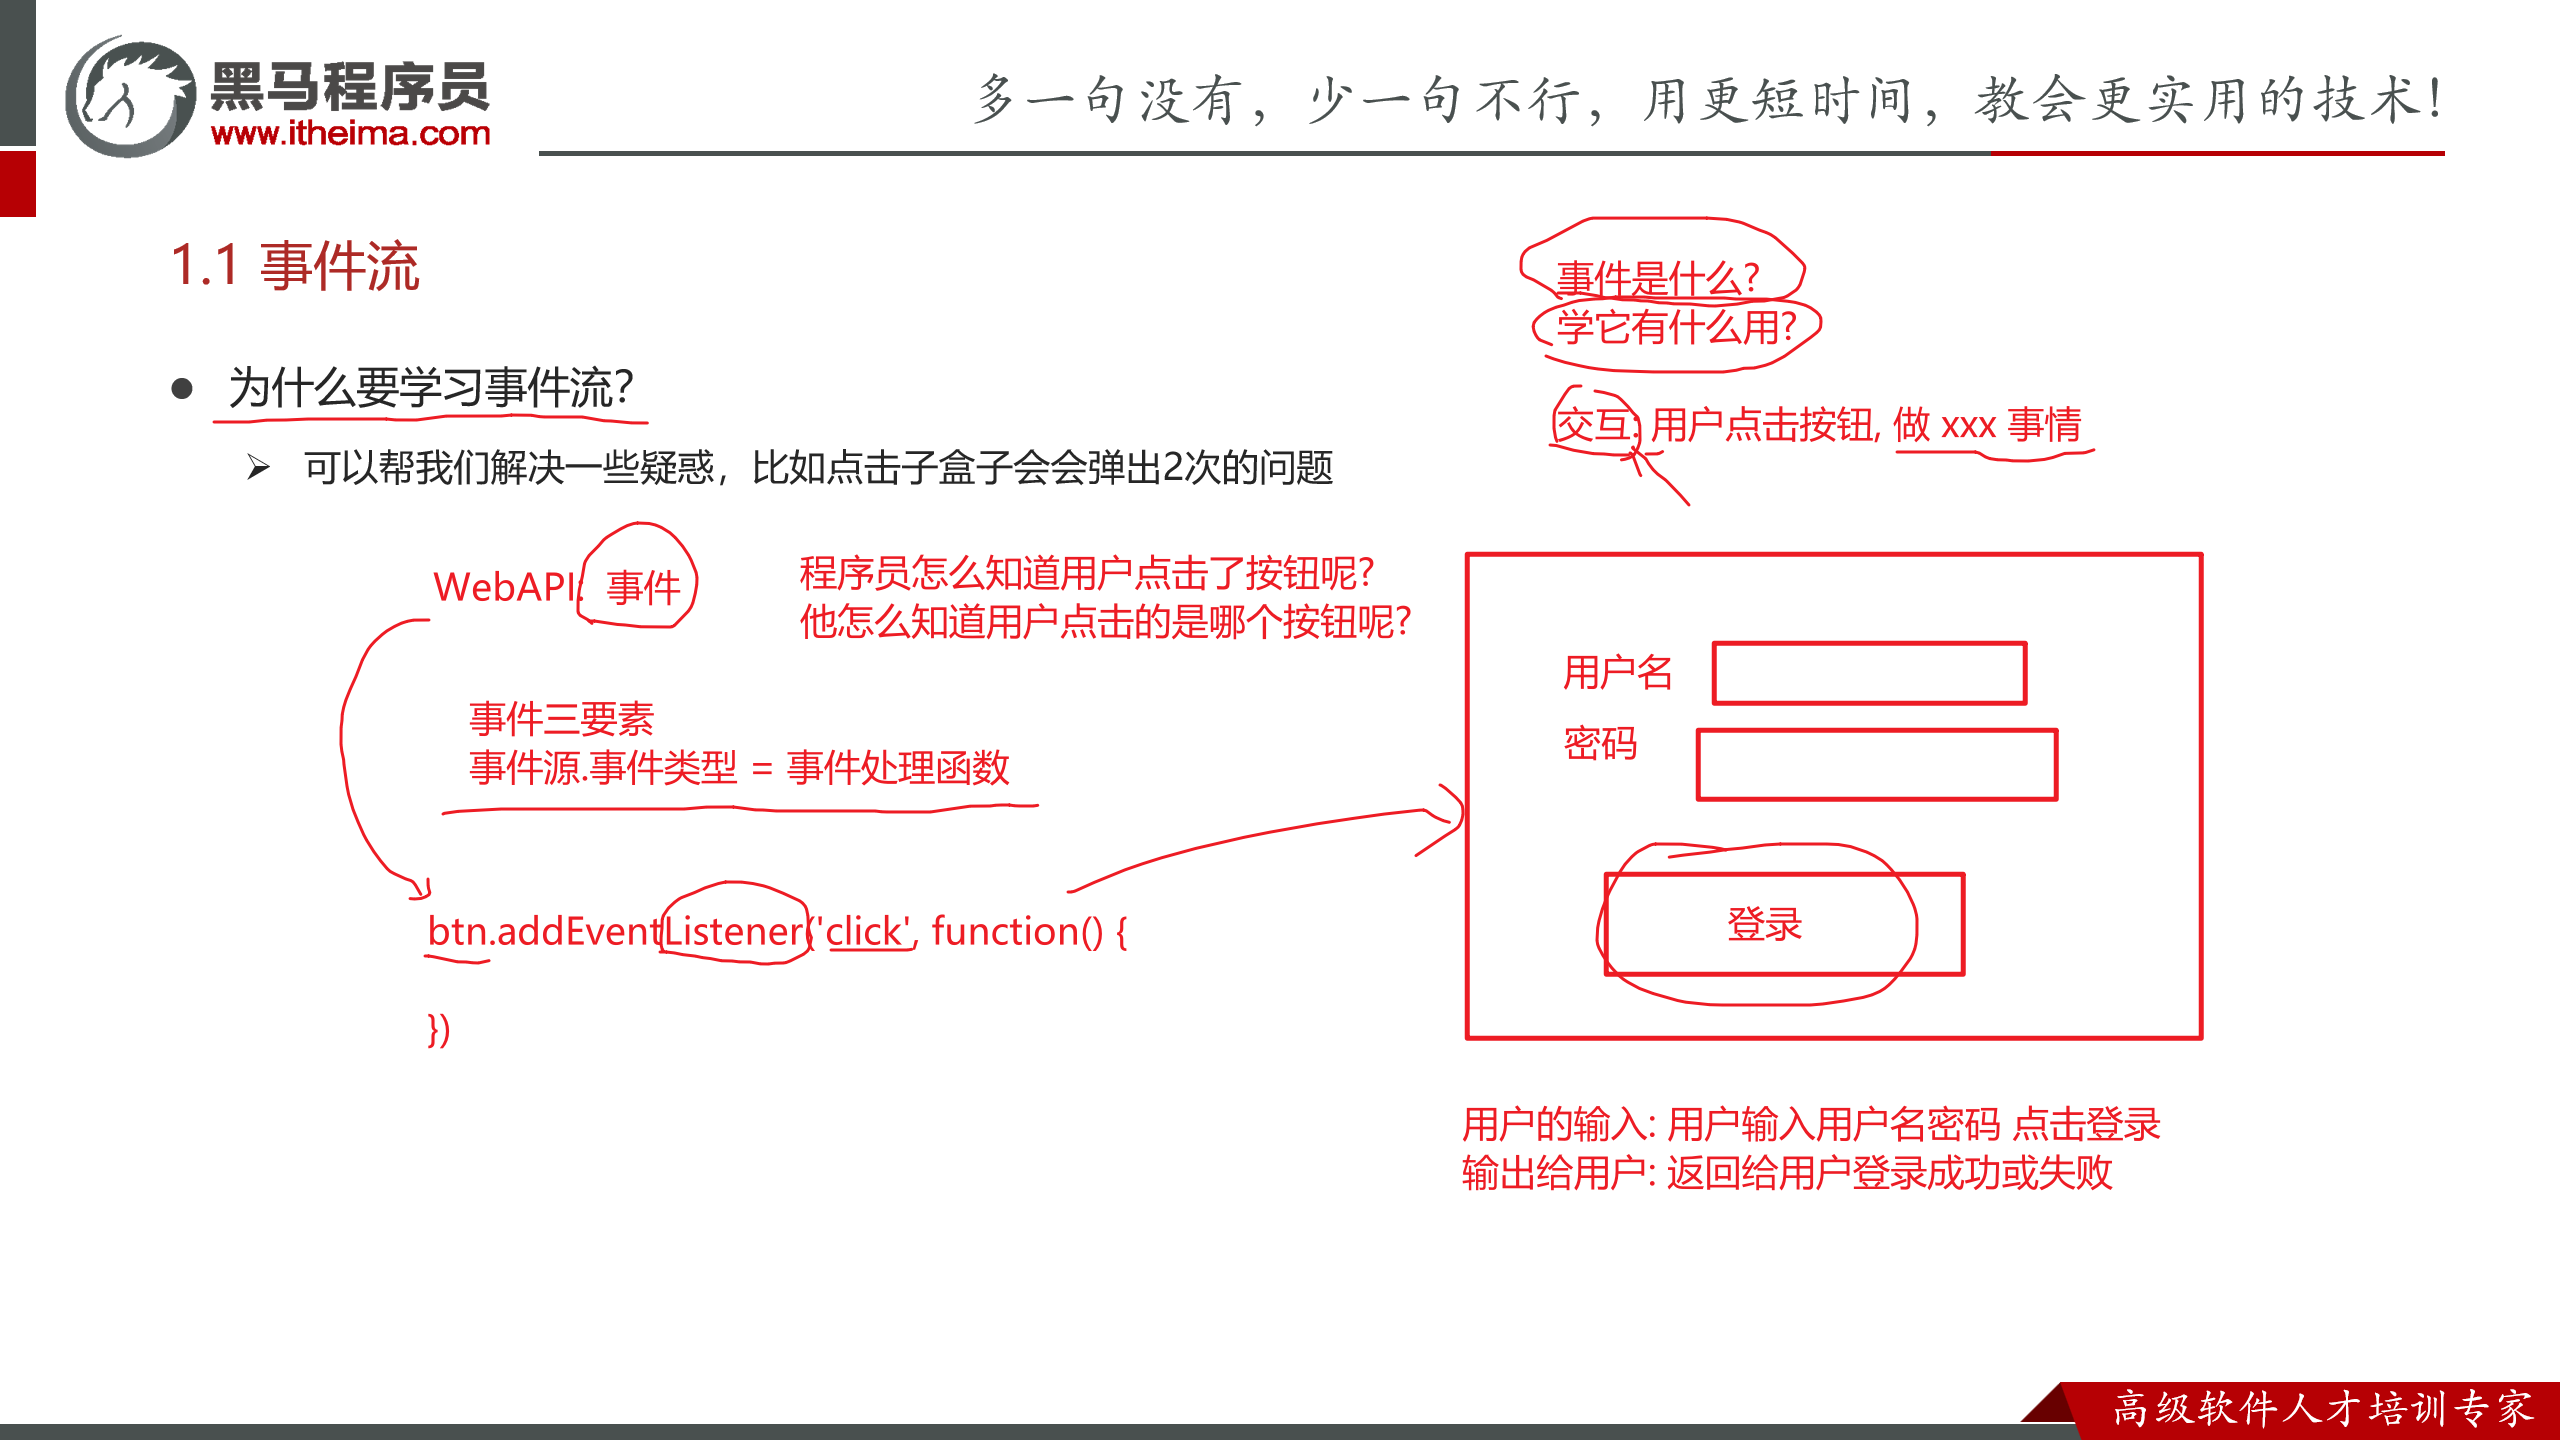 黑马程序员
www.itheima.com
多一句没有，少一句不行，用更短时间，教会更实用的技术！
1.1 事件流
事件是什么?
学它有什么用?
为什么要学习事件流？
交互: 用户点击按钮, 做 xxx 事情
可以帮我们解决一些疑惑，比如点击子盒子会会弹出2次的问题
WebAPI: 事件
程序员怎么知道用户点击了按钮呢?
他怎么知道用户点击的是哪个按钮呢?
用户名
密码
事件三要素
事件源.事件类型 = 事件处理函数
登录
btn.addEventListener('click', function() {
})
用户的输入: 用户输入用户名密码 点击登录
输出给用户: 返回给用户登录成功或失败
高级软件人才培训专家